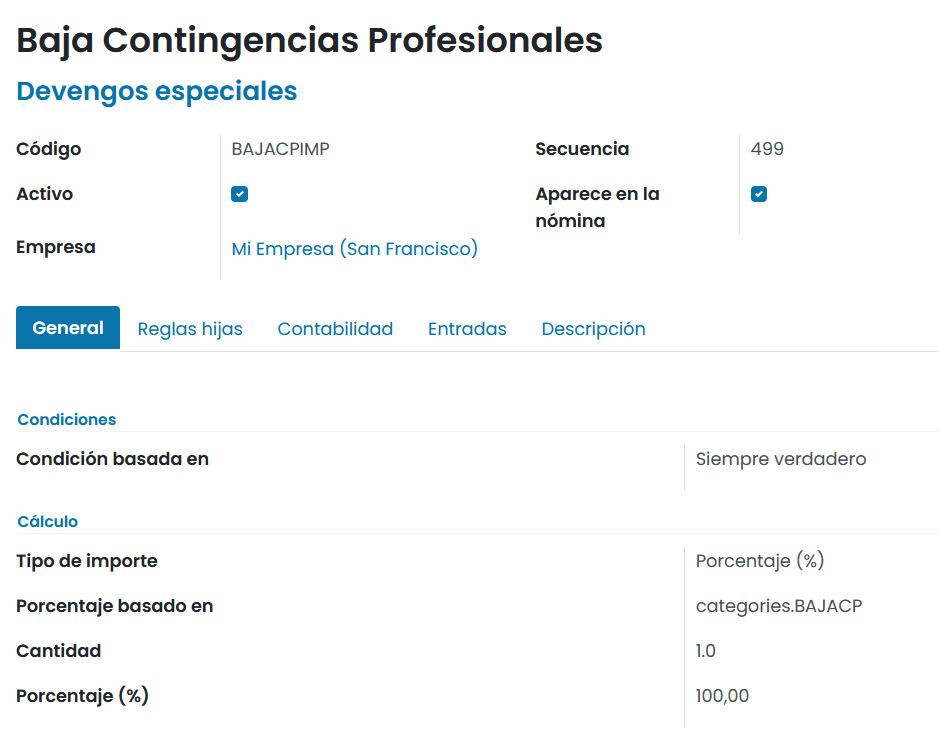 Baja Contingencias Profesionales
Devengos especiales
Código BAJACPIMP Secuencia 499
Activo Aparece en la nómina
Empresa Mi Empresa (San Francisco)
General Reglas hijas Contabilidad Entradas Descripción
Condiciones
Condición basada en Siempre verdadero
Cálculo
Tipo de importe Porcentaje (%)
Porcentaje basado en categories.BAJACP
Cantidad 1.0
Porcentaje (%) 100,00